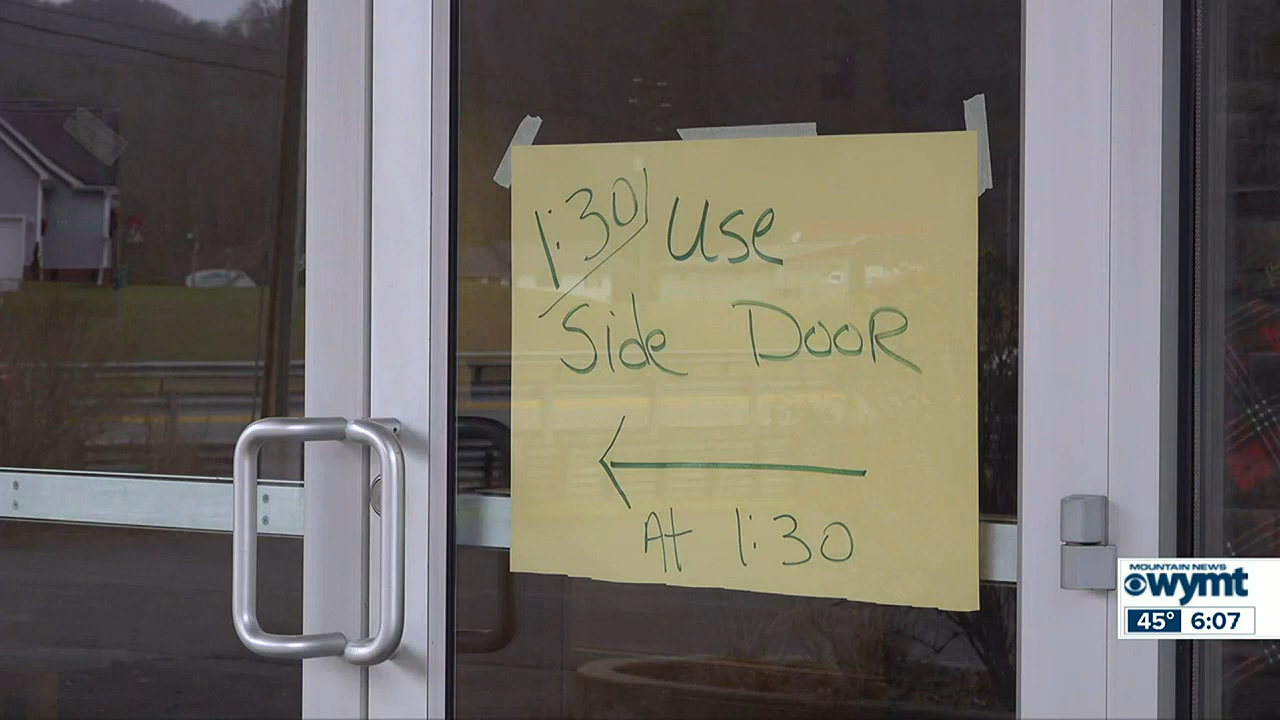 1:30/ Use
Side DooR
At 1:30
MOUNTAIN NEWS
wymt
45° 6:07